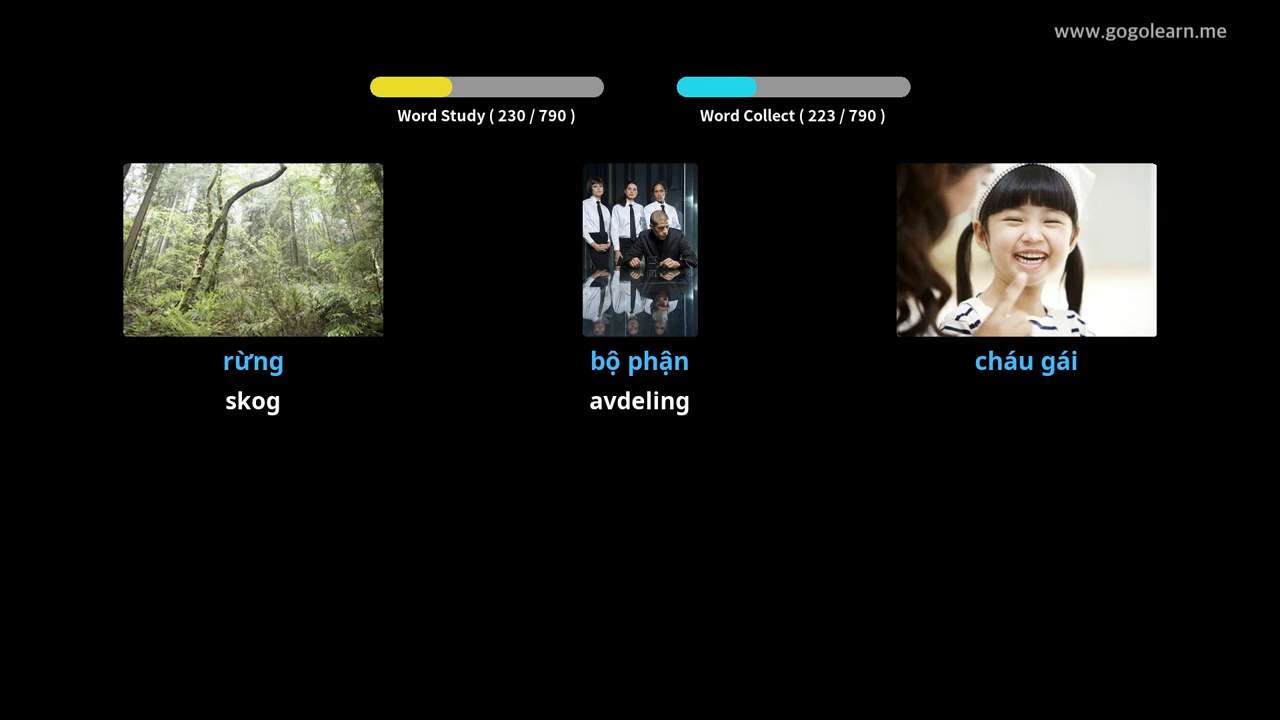 www.gogolearn.me
Word Study ( 230 / 790 )
Word Collect ( 223 / 790 )
rừng
bộ phận
cháu gái
skog
avdeling